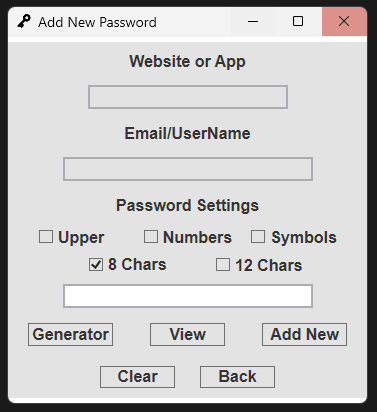 Add New Password
Website or App
Email/UserName
Password Settings
Upper Numbers Symbols
8 Chars 12 Chars
Generator View Add New
Clear Back